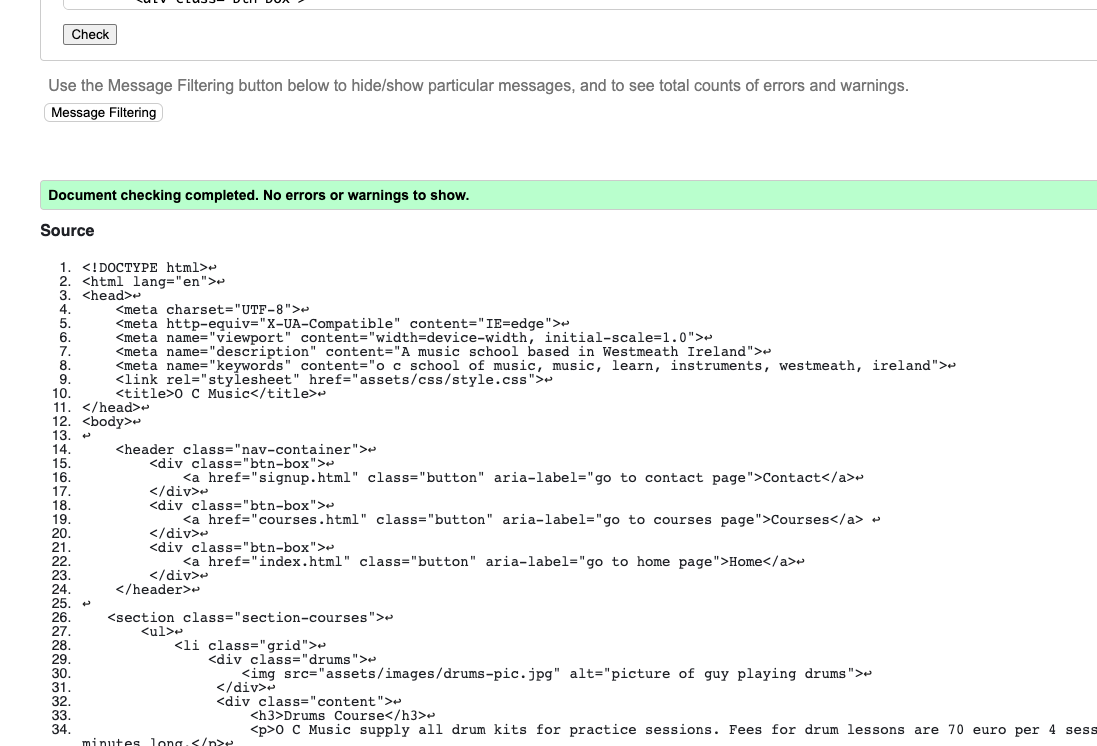 <div class="btn-box">
Check
Use the Message Filtering button below to hide/show particular messages, and to see total counts of errors and warnings.
Message Filtering
Document checking completed. No errors or warnings to show.
Source
1. <!DOCTYPE html>↩
2. <html lang="en">↩
3. <head>↩
4.     <meta charset="UTF-8">↩
5.     <meta http-equiv="X-UA-Compatible" content="IE=edge">↩
6.     <meta name="viewport" content="width=device-width, initial-scale=1.0">↩
7.     <meta name="description" content="A music school based in Westmeath Ireland">↩
8.     <meta name="keywords" content="o c school of music, music, learn, instruments, westmeath, ireland">↩
9.     <link rel="stylesheet" href="assets/css/style.css">↩
10.     <title>O C Music</title>↩
11. </head>↩
12. <body>↩
13. ↩
14.     <header class="nav-container">↩
15.         <div class="btn-box">↩
16.             <a href="signup.html" class="button" aria-label="go to contact page">Contact</a>↩
17.         </div>↩
18.         <div class="btn-box">↩
19.             <a href="courses.html" class="button" aria-label="go to courses page">Courses</a> ↩
20.         </div>↩
21.         <div class="btn-box">↩
22.             <a href="index.html" class="button" aria-label="go to home page">Home</a>↩
23.         </div>↩
24.     </header>↩
25. ↩
26.    <section class="section-courses">↩
27.        <ul>↩
28.            <li class="grid">↩
29.                <div class="drums">↩
30.                    <img src="assets/images/drums-pic.jpg" alt="picture of guy playing drums">↩
31.                 </div>↩
32.                 <div class="content">↩
33.                     <h3>Drums Course</h3>↩
34.                     <p>O C Music supply all drum kits for practice sessions. Fees for drum lessons are 70 euro per 4 sess
minutes long.</p>↩